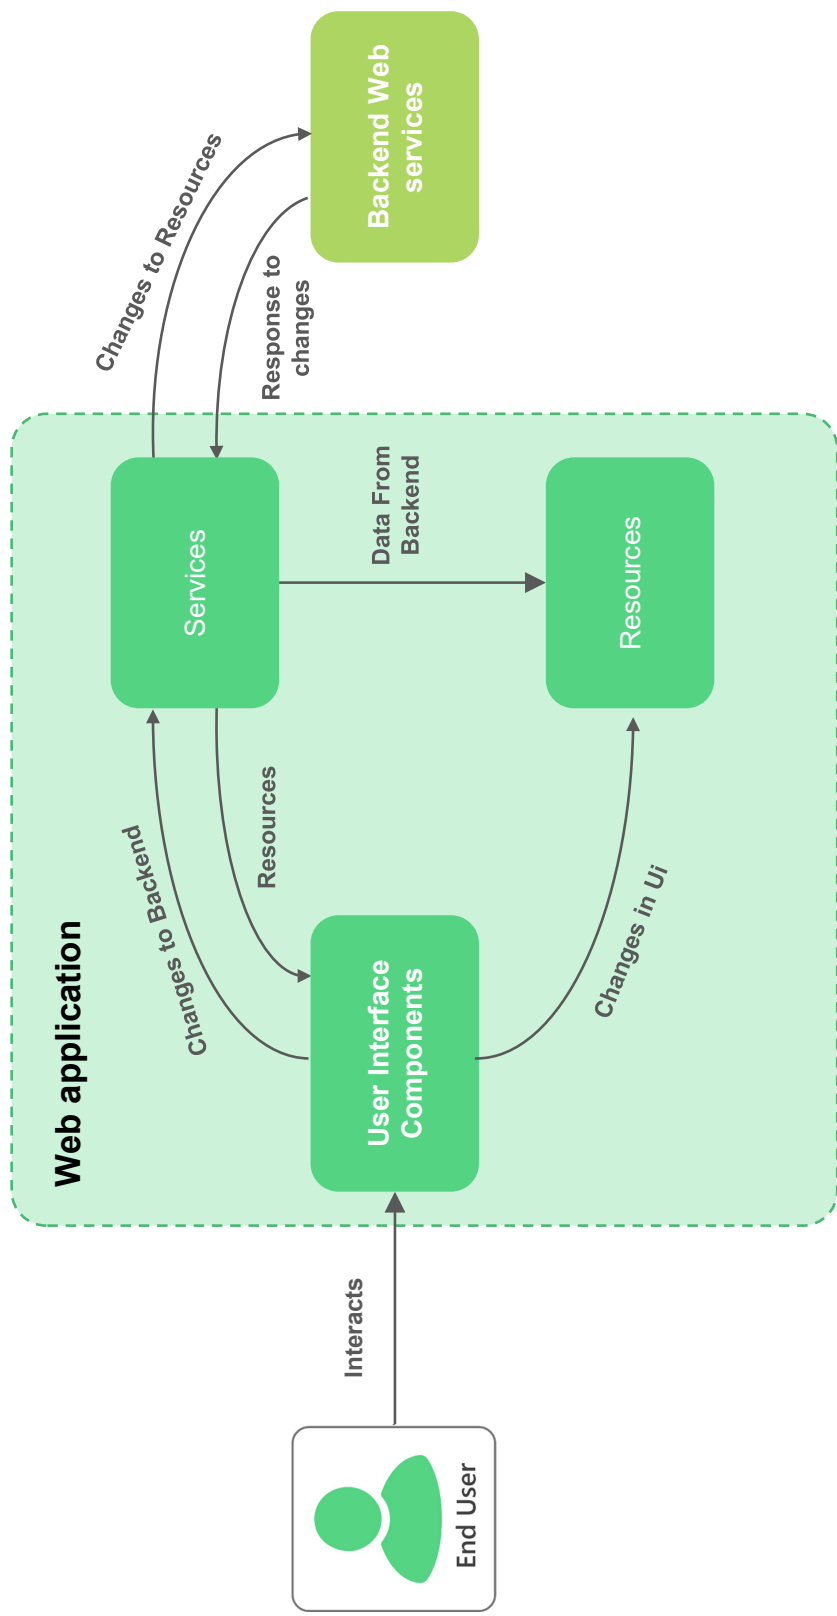 Web application
End User
Interacts
User Interface
Components
Changes to Backend
Resources
Changes in Ui
Services
Data From
Backend
Resources
Changes to Resources
Response to
changes
Backend Web
services